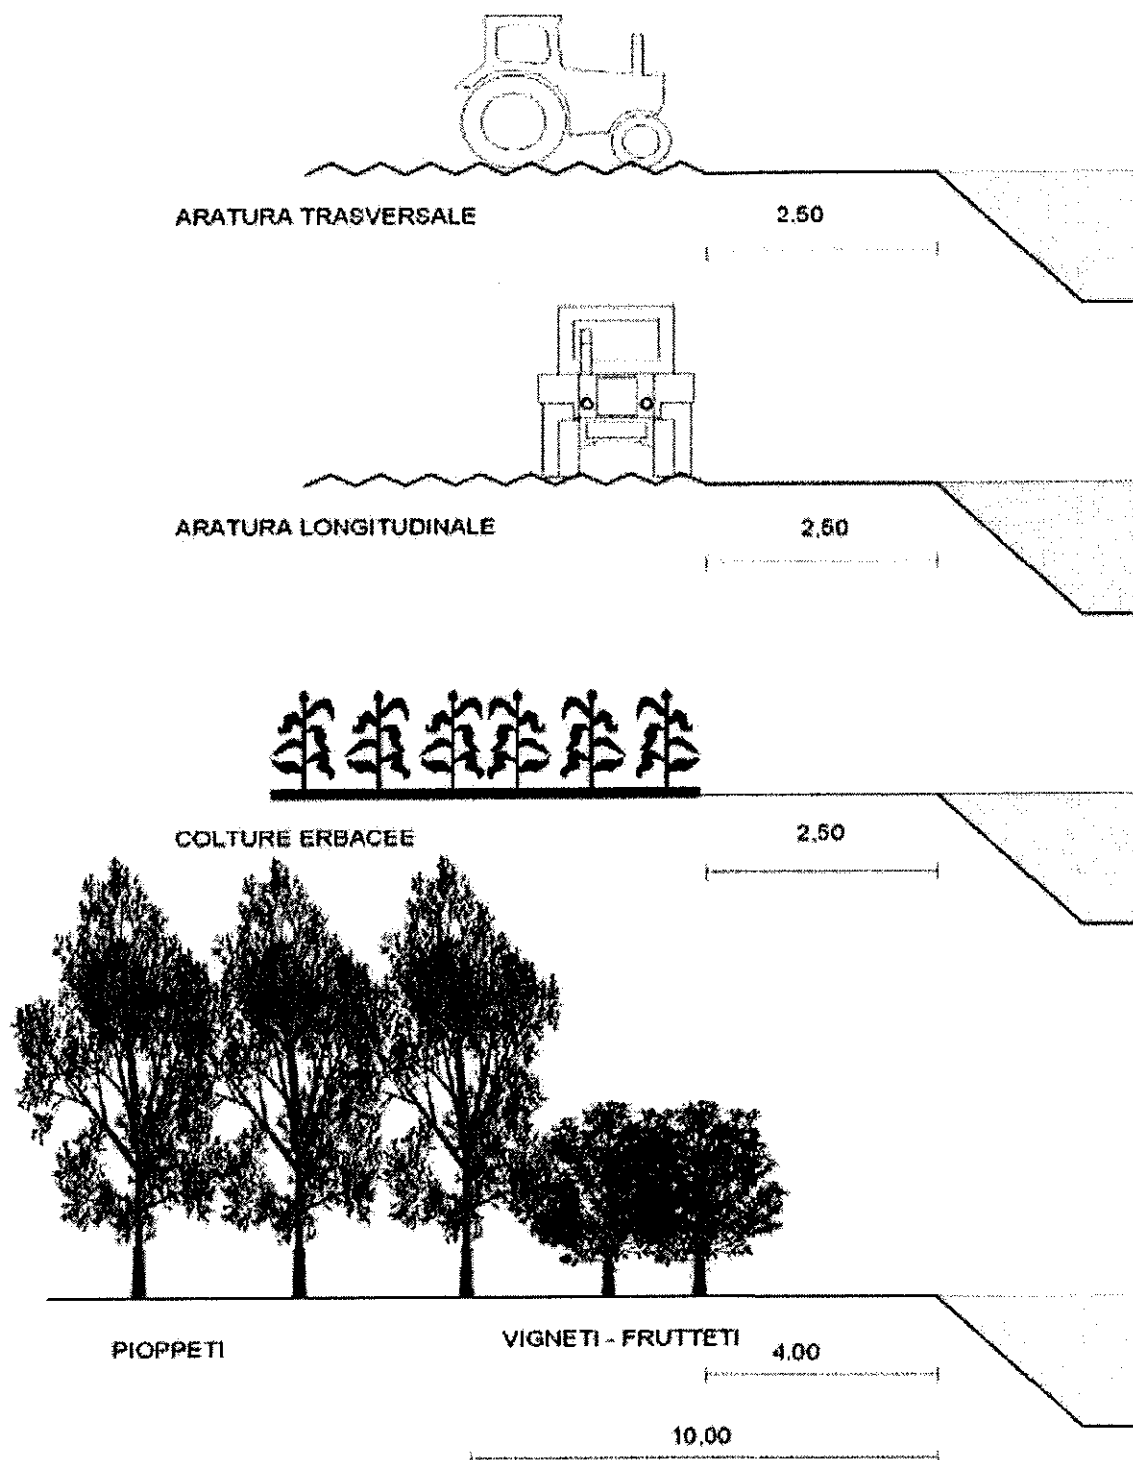 ARATURA TRASVERSALE
2.50
ARATURA LONGITUDINALE
2,50
COLTURE ERBACEE
2,50
PIOPPETI
VIGNETI - FRUTTETI
4.00
10,00